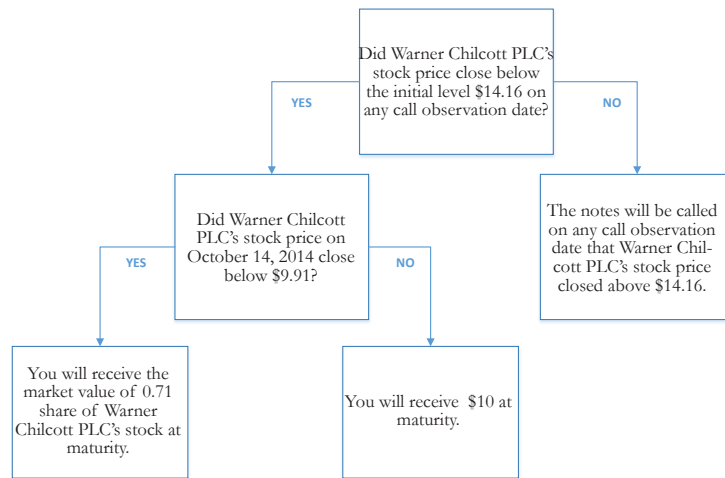 Did Warner Chilcott PLC's
stock price close below
the initial level $14.16 on
any call observation date?
YES
NO
Did Warner Chilcott
PLC's stock price on
October 14, 2014 close
below $9.91?
The notes will be called
on any call observation
date that Warner Chil-
cott PLC's stock price
closed above $14.16.
YES
NO
You will receive the
market value of 0.71
share of Warner
Chilcott PLC's stock at
maturity.
You will receive $10 at
maturity.